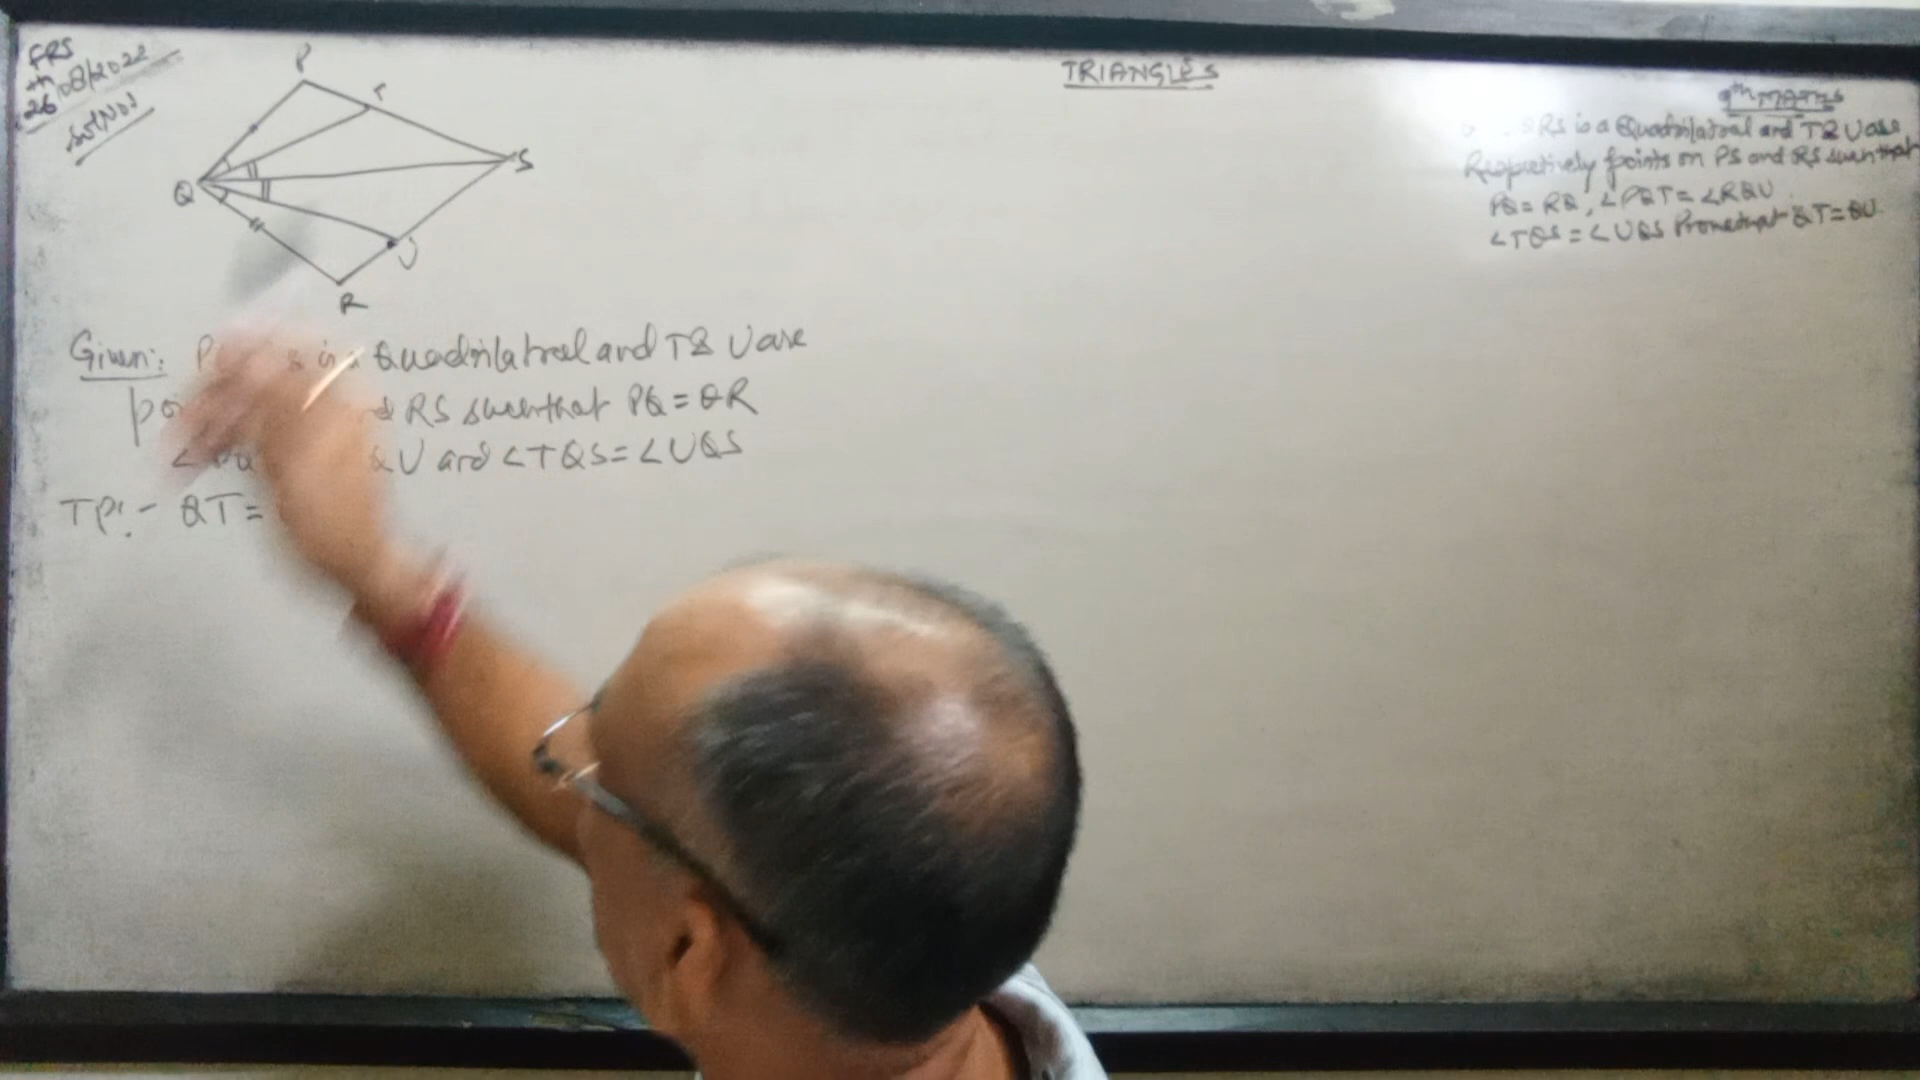 FRS
26th/08/2022
P
T
S
Q
U
R
TRIANGLES
9th MATHS
RS is a Quadrilateral and T & U are
Respectively points on PS and RS such that
PQ = RQ, ∠PQT = ∠RQU
∠TQS = ∠UQS Prove that QT = QU.
Given: is a Quadrilateral and T & U are
RS such that PQ = QR
QU and ∠TQS = ∠UQS
TP:- QT =